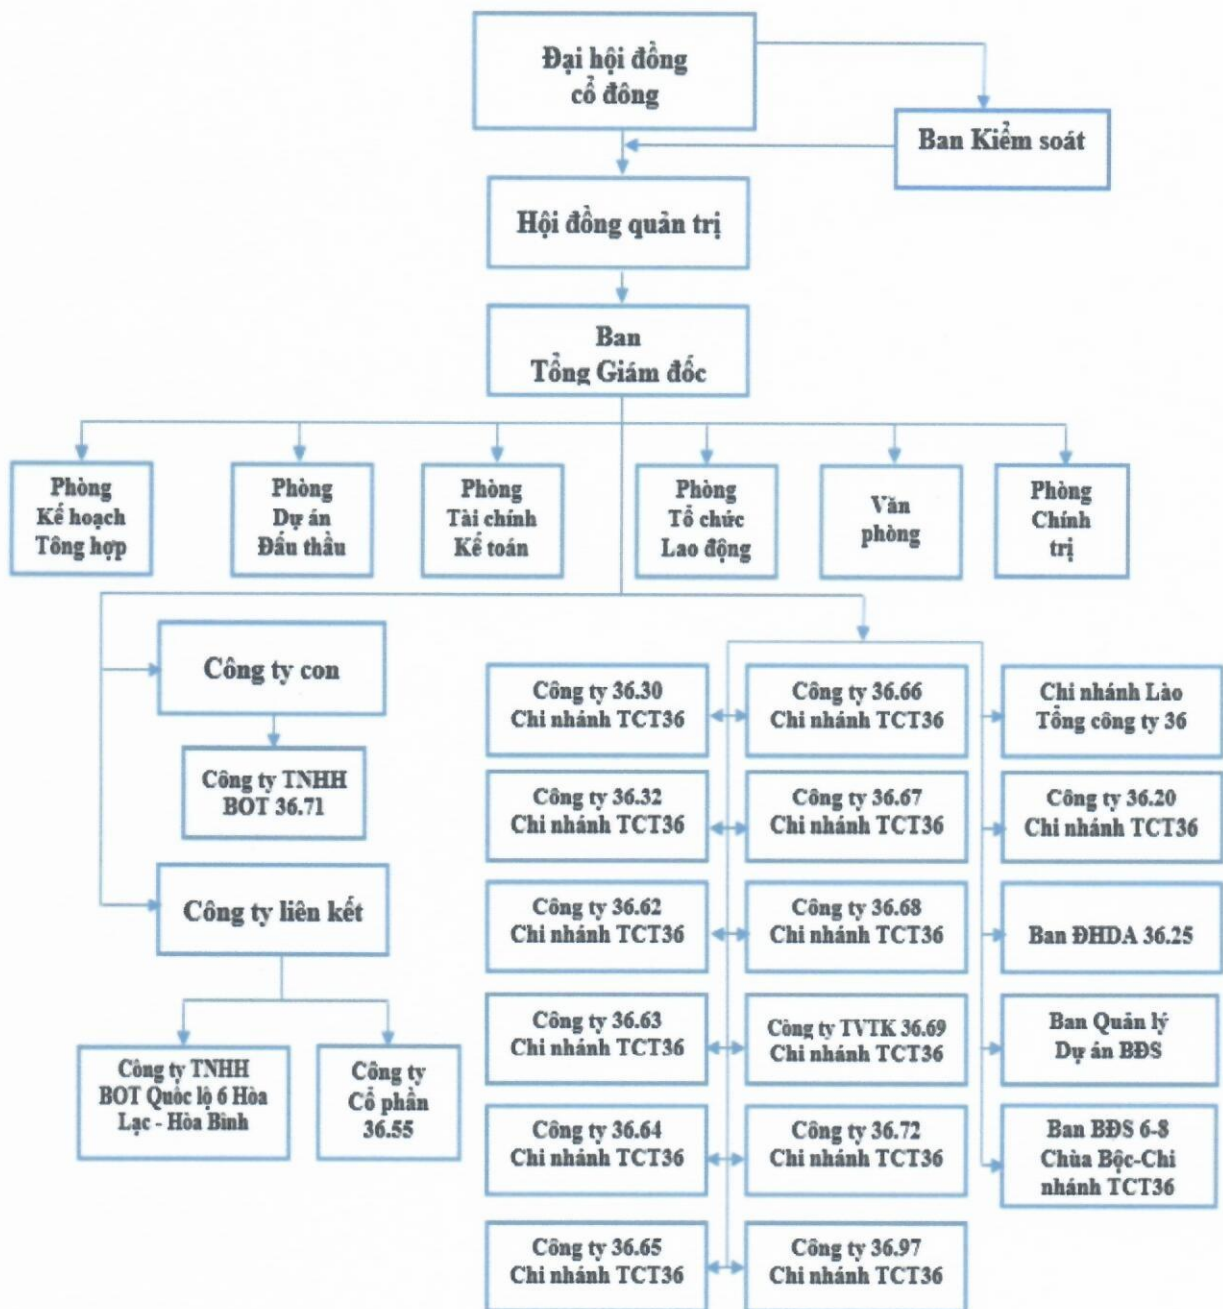 Đại hội đồng
cổ đông
Ban Kiểm soát
Hội đồng quản trị
Ban
Tổng Giám đốc
Phòng
Kế hoạch
Tông hợp
Phòng
Dự án
Đấu thầu
Phòng
Tài chính
Kế toán
Phòng
Tổ chức
Lao động
Văn
phòng
Phòng
Chính
trị
Công ty con
Công ty TNHH
BOT 36.71
Công ty liên kết
Công ty TNHH
BOT Quốc lộ 6 Hòa
Lạc - Hòa Bình
Công ty
Cổ phần
36.55
Công ty 36.30
Chi nhánh TCT36
Công ty 36.66
Chi nhánh TCT36
Chi nhánh Lào
Tổng công ty 36
Công ty 36.32
Chi nhánh TCT36
Công ty 36.67
Chi nhánh TCT36
Công ty 36.20
Chi nhánh TCT36
Công ty 36.62
Chi nhánh TCT36
Công ty 36.68
Chi nhánh TCT36
Ban ĐHDA 36.25
Công ty 36.63
Chi nhánh TCT36
Công ty TVTK 36.69
Chi nhánh TCT36
Ban Quản lý
Dự án BĐS
Công ty 36.64
Chi nhánh TCT36
Công ty 36.72
Chi nhánh TCT36
Ban BĐS 6-8
Chùa Bộc-Chi
nhánh TCT36
Công ty 36.65
Chi nhánh TCT36
Công ty 36.97
Chi nhánh TCT36